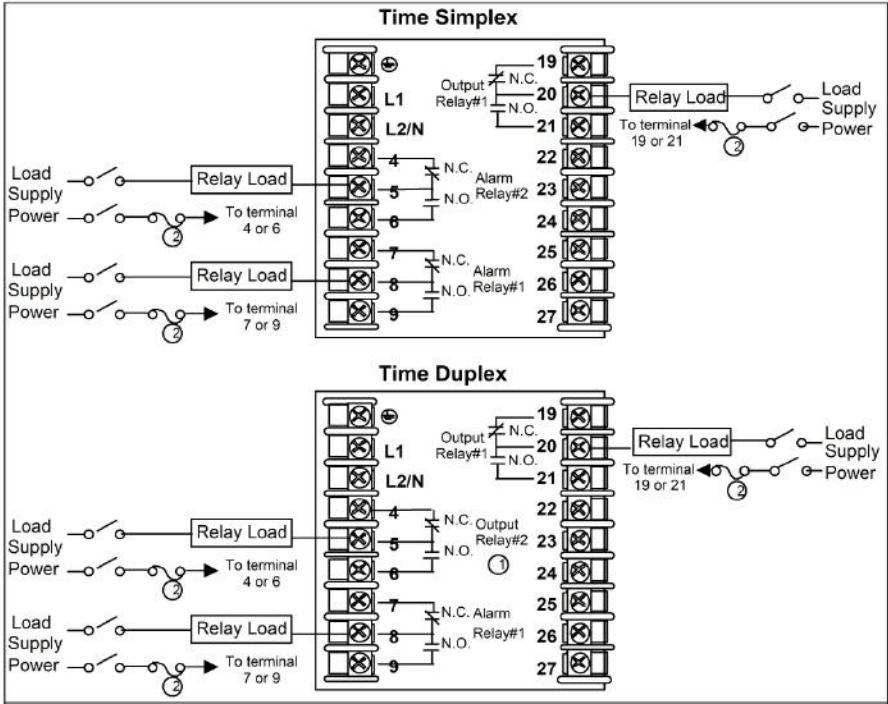 Time Simplex
L1
L2/N
4
5
6
7
8
9
N.C.
N.O.
Alarm
Relay#2
N.C.
N.O.
Alarm
Relay#1
Output
Relay#1
N.C.
N.O.
19
20
21
22
23
24
25
26
27
Load
Supply
Power
Relay Load
To terminal
4 or 6
2
Load
Supply
Power
Relay Load
To terminal
7 or 9
2
Relay Load
Load
Supply
Power
To terminal
19 or 21
2
Time Duplex
L1
L2/N
4
5
6
7
8
9
N.C.
N.O.
Output
Relay#2
1
N.C.
N.O.
Alarm
Relay#1
Output
Relay#1
N.C.
N.O.
19
20
21
22
23
24
25
26
27
Load
Supply
Power
Relay Load
To terminal
4 or 6
2
Load
Supply
Power
Relay Load
To terminal
7 or 9
2
Relay Load
Load
Supply
Power
To terminal
19 or 21
2